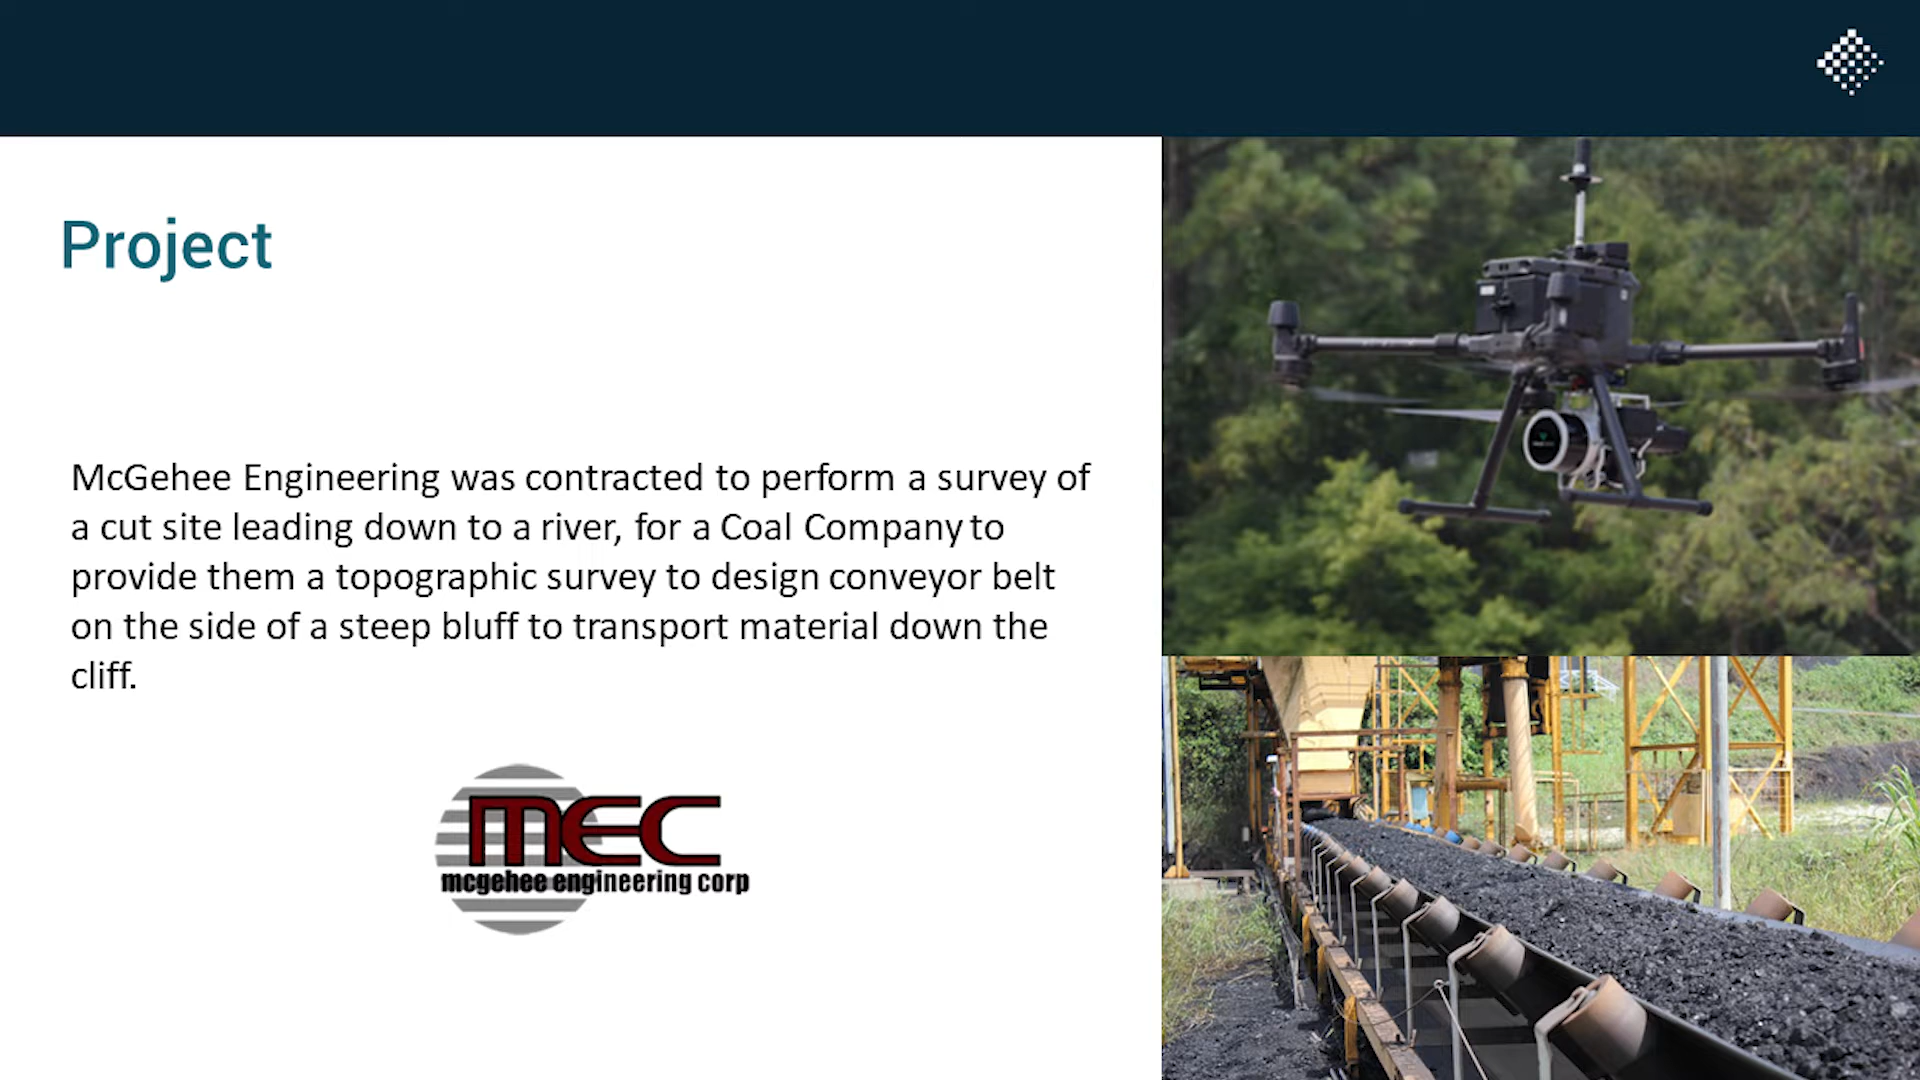 Project
McGehee Engineering was contracted to perform a survey of
a cut site leading down to a river, for a Coal Company to
provide them a topographic survey to design conveyor belt
on the side of a steep bluff to transport material down the
cliff.
mec
mcgehee engineering corp